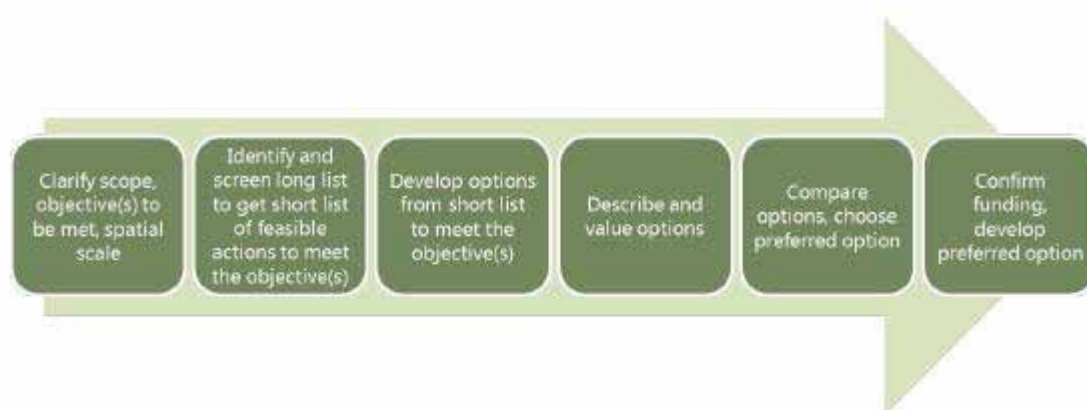 Clarify scope,
objective(s) to
be met, spatial
scale
Identify and
screen long list
to get short list
of feasible
actions to meet
the objective(s)
Develop options
from short list
to meet the
objective(s)
Describe and
value options
Compare
options, choose
preferred option
Confirm
funding,
develop
preferred option